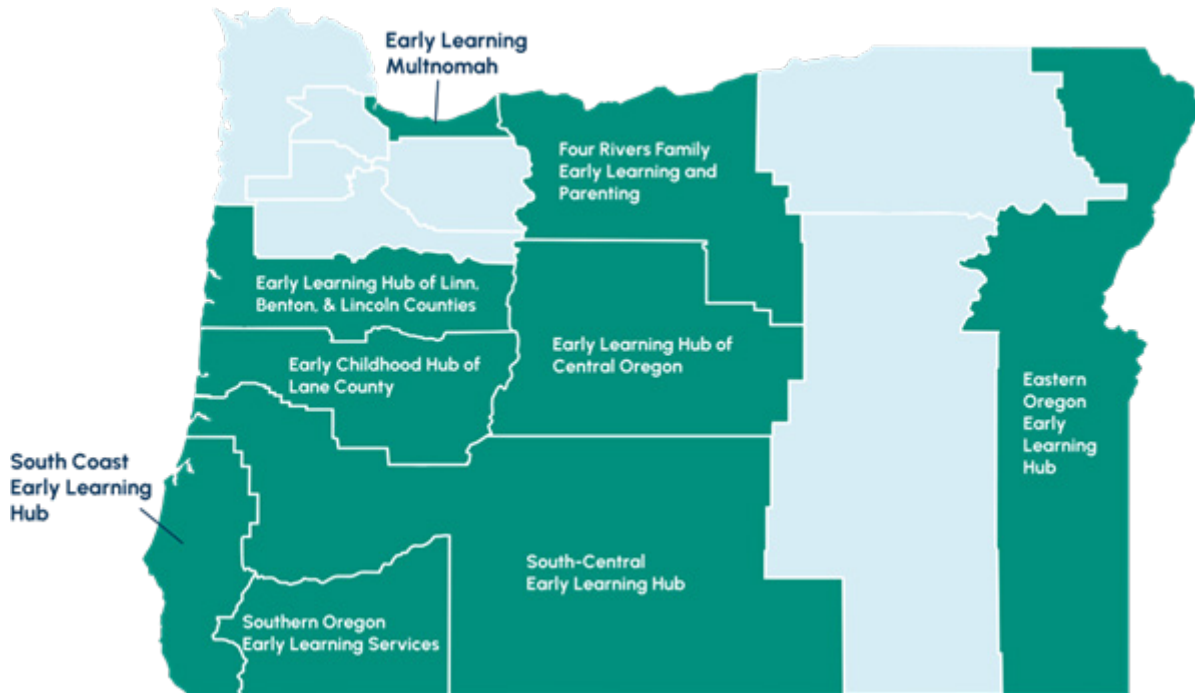 Early Learning
Multnomah
Four Rivers Family
Early Learning and
Parenting
Early Learning Hub of Linn,
Benton, & Lincoln Counties
Early Learning Hub of
Central Oregon
Early Childhood Hub of
Lane County
Eastern
Oregon
Early
Learning
Hub
South Coast
Early Learning
Hub
South-Central
Early Learning Hub
Southern Oregon
Early Learning Services